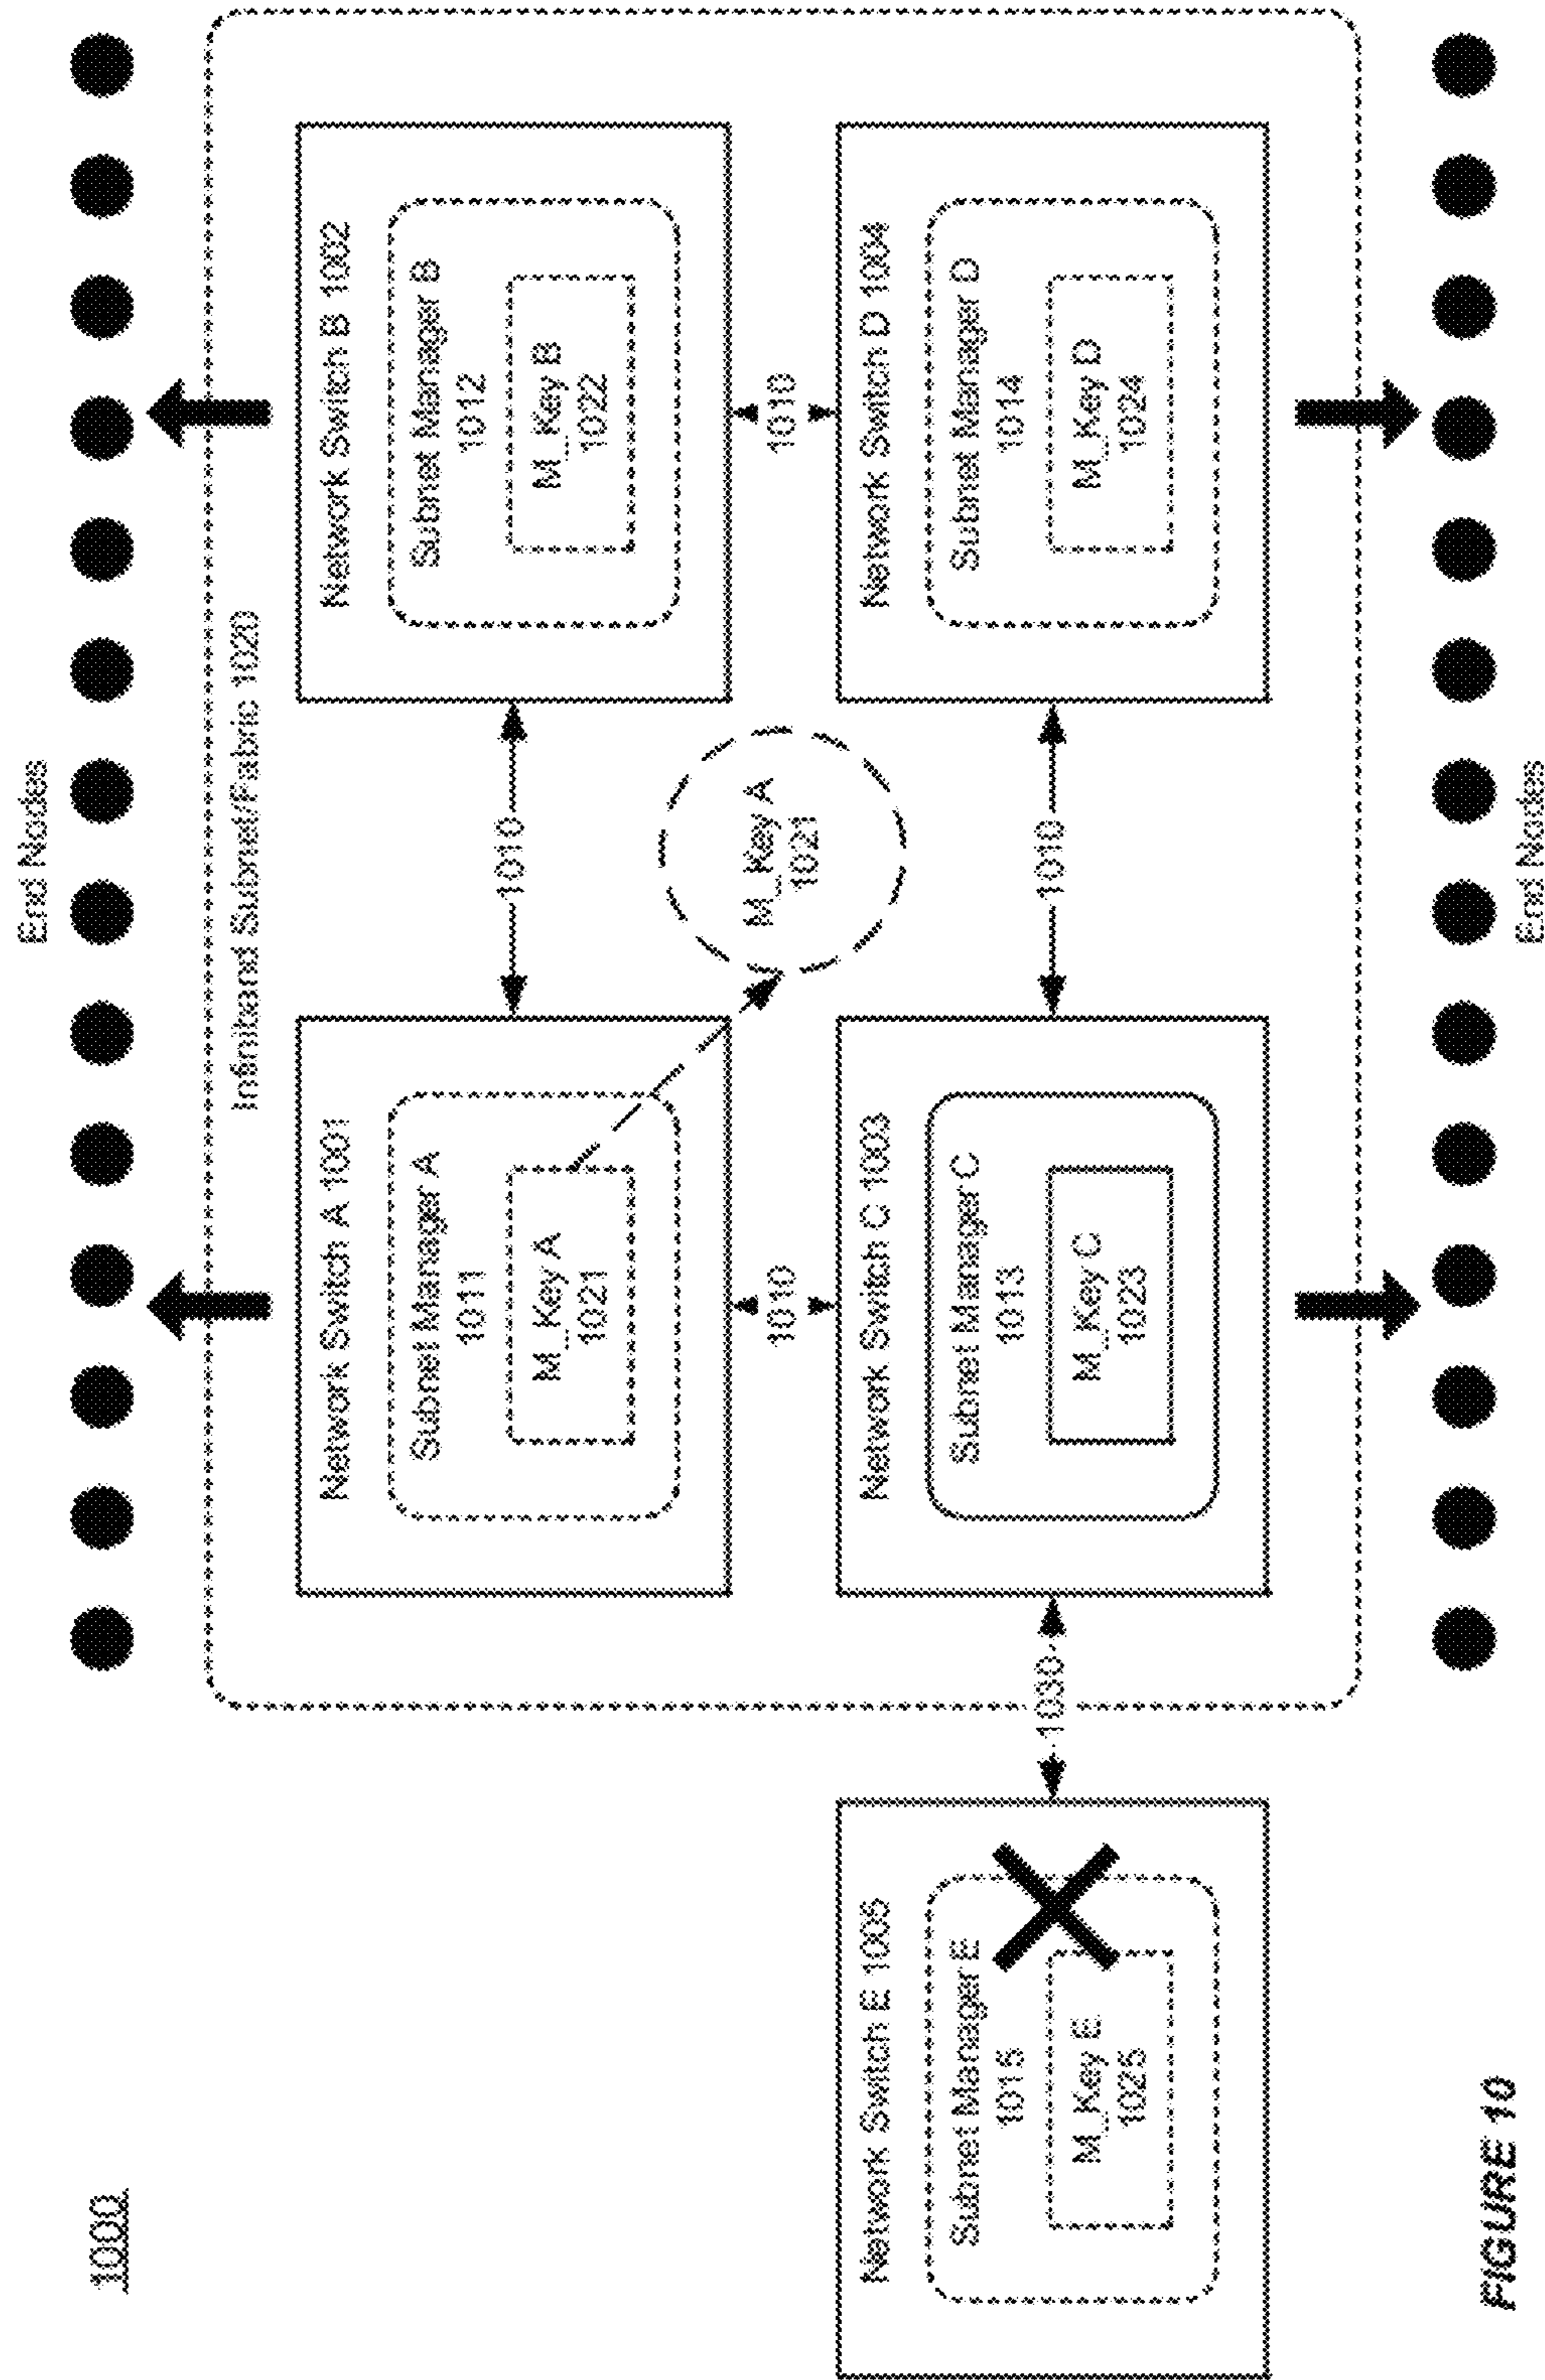 1000
End Nodes
Infiniband Subnet/Fabric 1020
Network Switch A 1001
Subnet Manager A
1011
M_Key A
1021
1010
Network Switch B 1002
Subnet Manager B
1012
M_Key B
1022
1010
M_Key A
1021
1010
Network Switch E 1005
Subnet Manager E
1015
M_Key E
1025
1030
Network Switch C 1003
Subnet Manager C
1013
M_Key C
1023
1010
Network Switch D 1004
Subnet Manager D
1014
M_Key D
1024
End Nodes
FIGURE 10